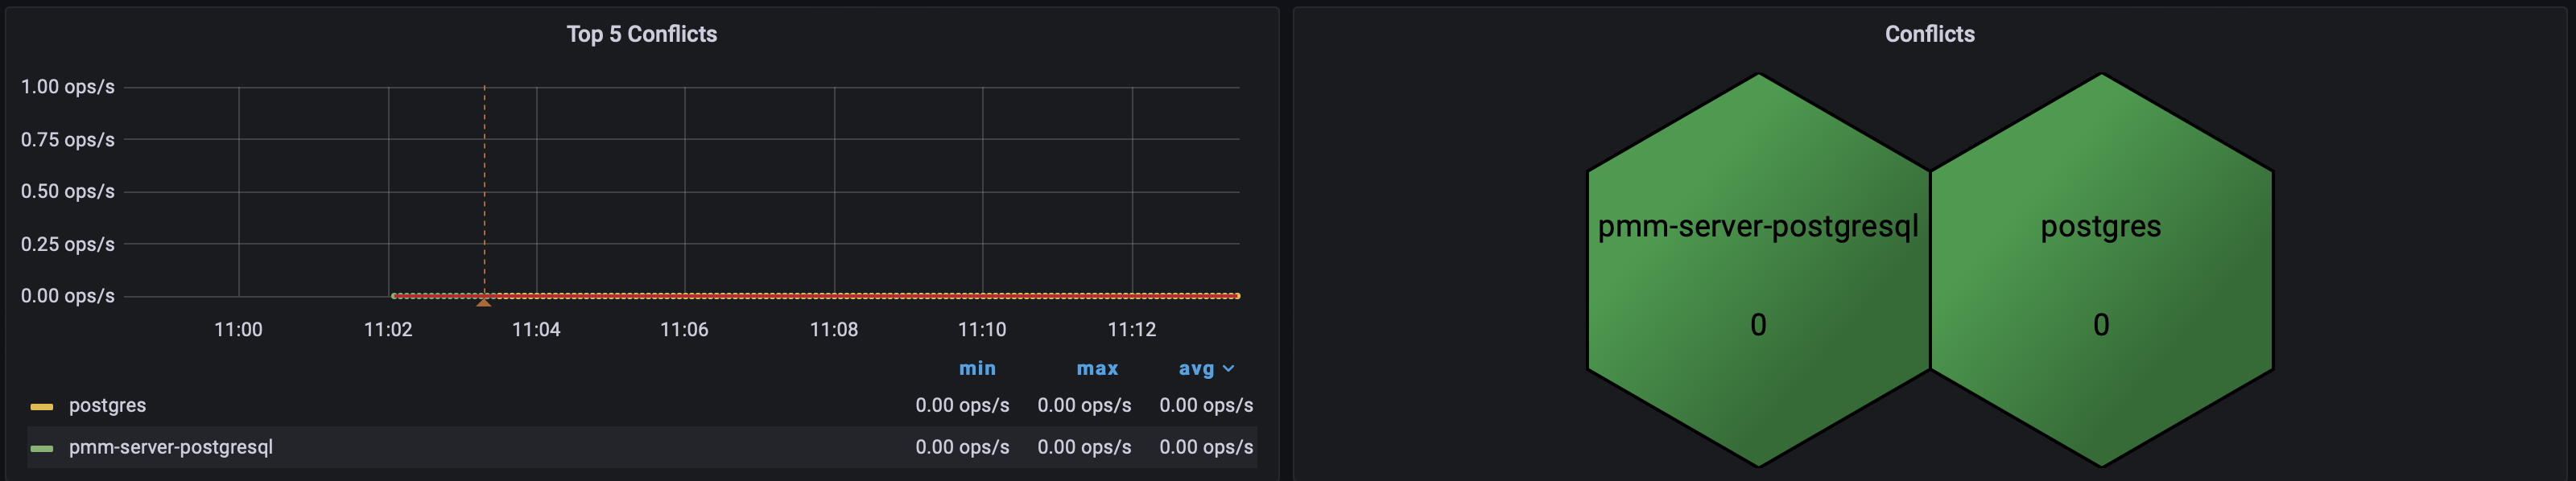 Top 5 Conflicts
1.00 ops/s
0.75 ops/s
0.50 ops/s
0.25 ops/s
0.00 ops/s
11:00 11:02 11:04 11:06 11:08 11:10 11:12
min max avg
postgres 0.00 ops/s 0.00 ops/s 0.00 ops/s
pmm-server-postgresql 0.00 ops/s 0.00 ops/s 0.00 ops/s
Conflicts
pmm-server-postgresql postgres
0 0